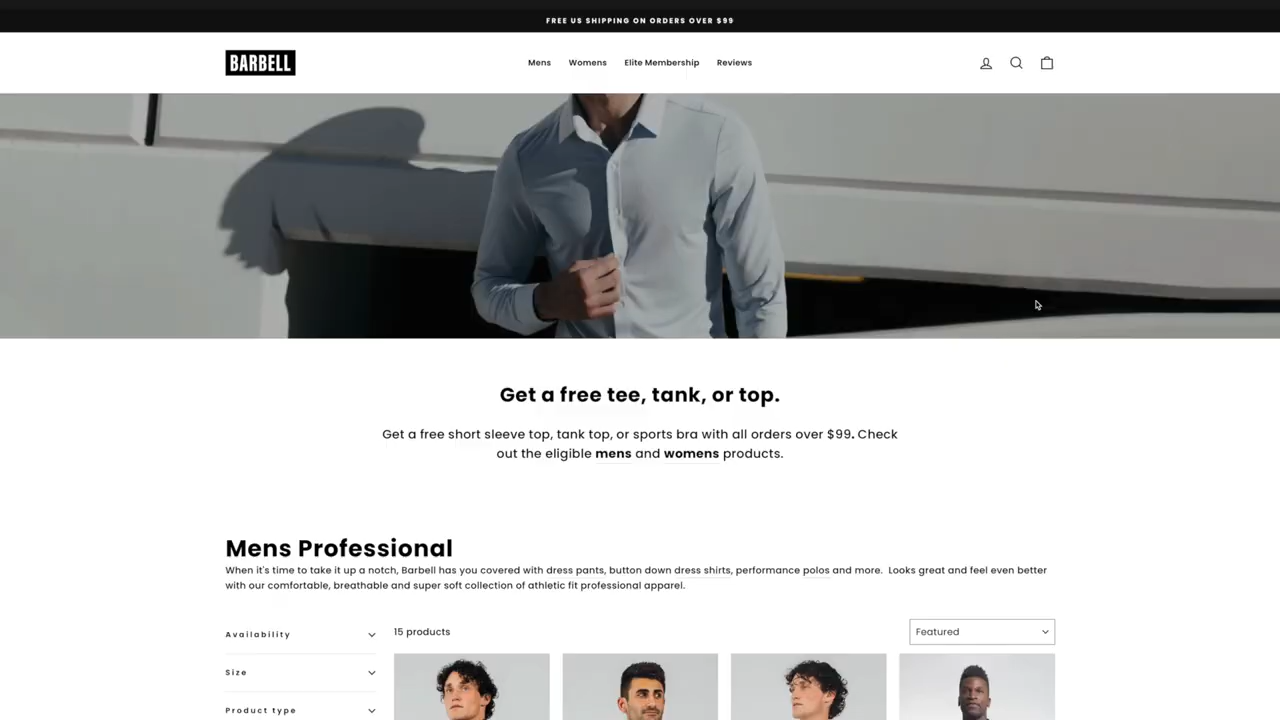 FREE US SHIPPING ON ORDERS OVER $99
BARBELL
Mens
Womens
Elite Membership
Reviews
Get a free tee, tank, or top.
Get a free short sleeve top, tank top, or sports bra with all orders over $99. Check
out the eligible mens and womens products.
Mens Professional
When it's time to take it up a notch, Barbell has you covered with dress pants, button down dress shirts, performance polos and more.  Looks great and feel even better
with our comfortable, breathable and super soft collection of athletic fit professional apparel.
Availability
15 products
Featured
Size
Product type